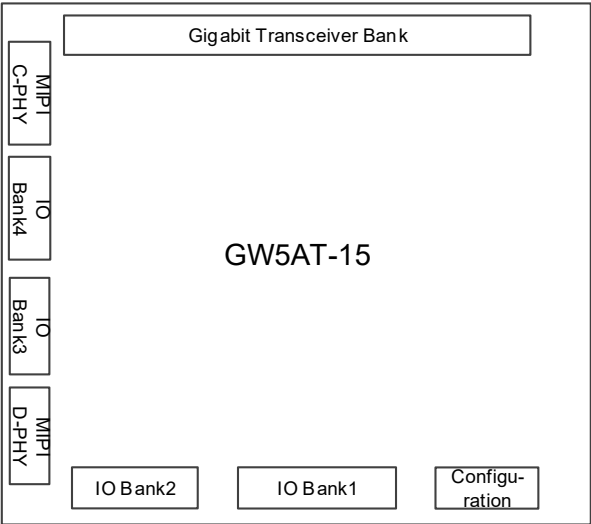 Gigabit Transceiver Bank
MIPI
C-PHY
IO
Bank4
GW5AT-15
IO
Bank3
MIPI
D-PHY
IO Bank2
IO Bank1
Configu-
ration